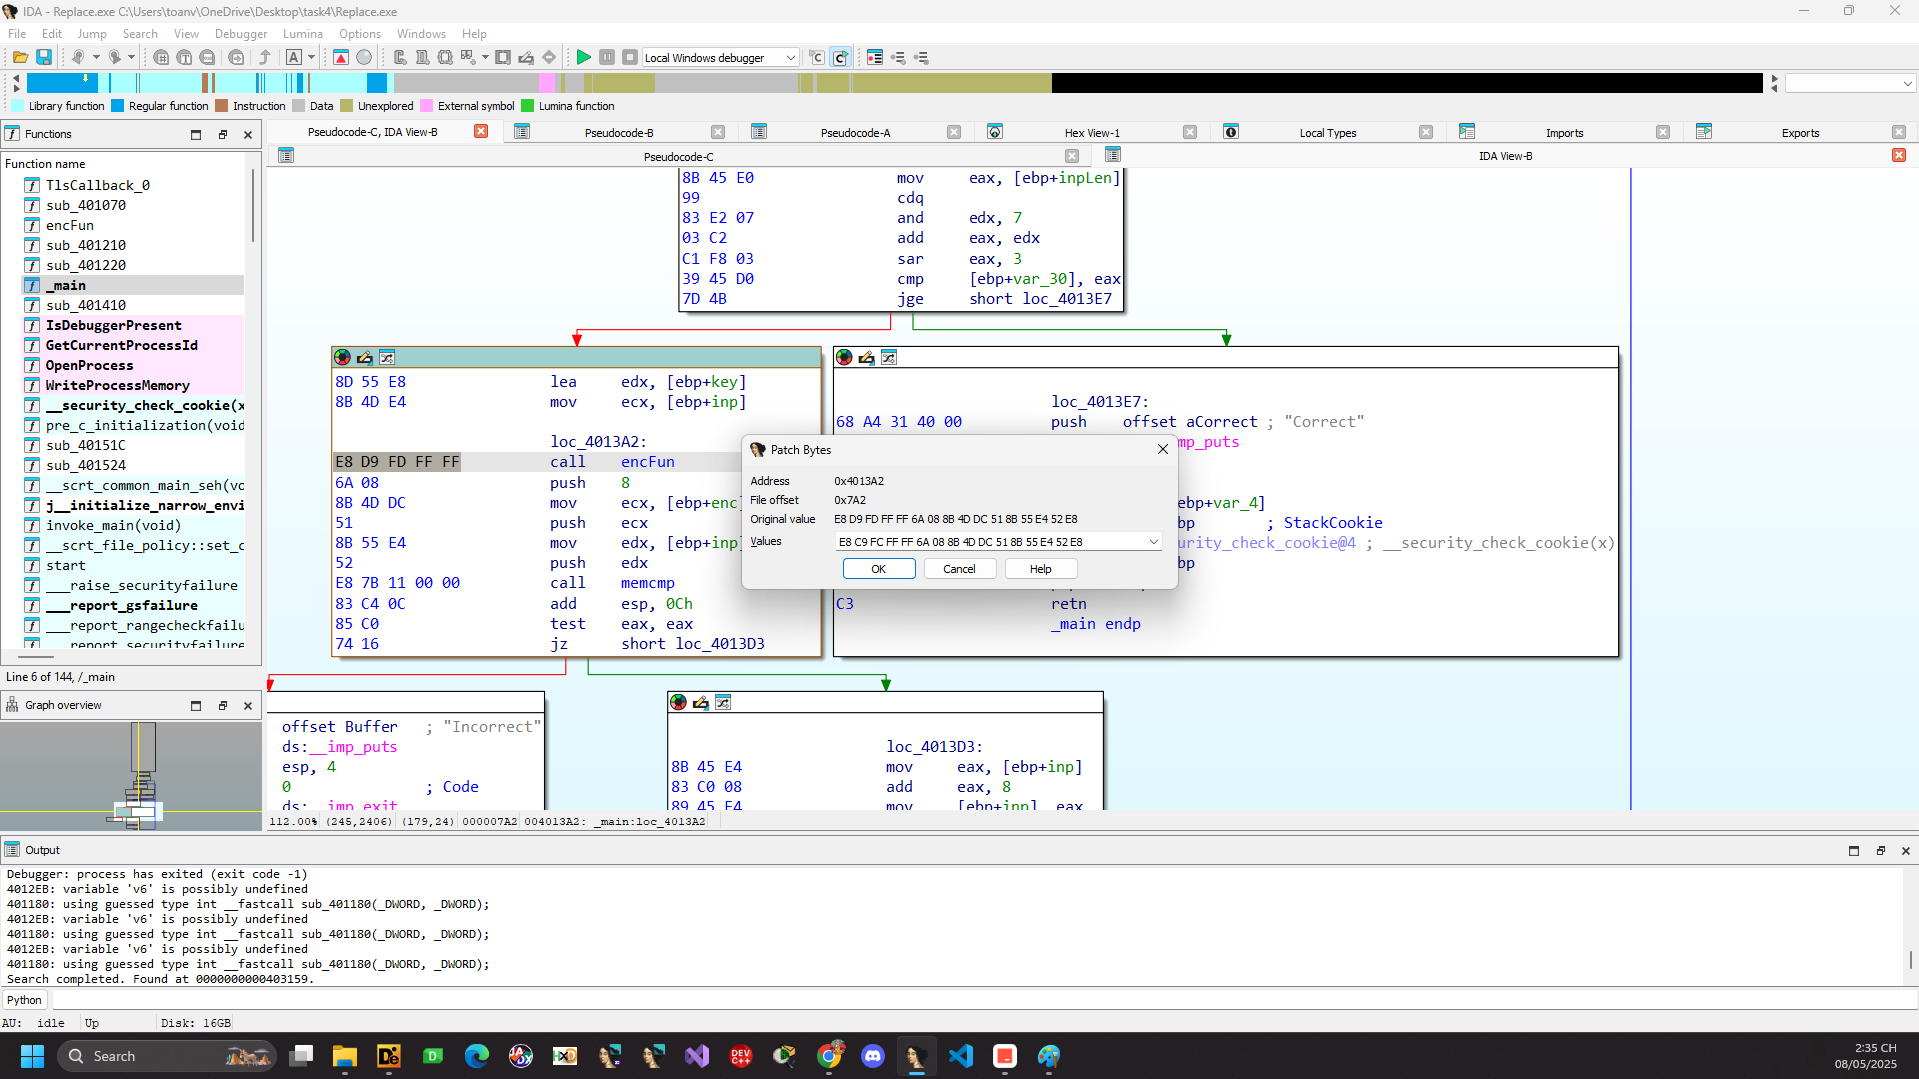 IDA - Replace.exe C:\Users\toanv\OneDrive\Desktop\task4\Replace.exe
File Edit Jump Search View Debugger Lumina Options Windows Help
Local Windows debugger
Library function Regular function Instruction Data Unexplored External symbol Lumina function
Functions
Function name
TlsCallback_0
sub_401070
encFun
sub_401210
sub_401220
_main
sub_401410
IsDebuggerPresent
GetCurrentProcessId
OpenProcess
WriteProcessMemory
__security_check_cookie(x
pre_c_initialization(void
sub_40151C
sub_401524
__scrt_common_main_seh(vo
j__initialize_narrow_envi
invoke_main(void)
__scrt_file_policy::set_c
start
___raise_securityfailure
___report_gsfailure
___report_rangecheckfailu
___report_securityfailure
Line 6 of 144, /_main
Graph overview
Pseudocode-C, IDA View-B Pseudocode-B Pseudocode-A Hex View-1 Local Types Imports Exports
Pseudocode-C IDA View-B
8B 45 E0 mov eax, [ebp+inpLen]
99 cdq
83 E2 07 and edx, 7
03 C2 add eax, edx
C1 F8 03 sar eax, 3
39 45 D0 cmp [ebp+var_30], eax
7D 4B jge short loc_4013E7
8D 55 E8 lea edx, [ebp+key]
8B 4D E4 mov ecx, [ebp+inp]
loc_4013A2:
E8 D9 FD FF FF call encFun
6A 08 push 8
8B 4D DC mov ecx, [ebp+enc]
51 push ecx
8B 55 E4 mov edx, [ebp+inp]
52 push edx
E8 7B 11 00 00 call memcmp
83 C4 0C add esp, 0Ch
85 C0 test eax, eax
74 16 jz short loc_4013D3
loc_4013E7:
68 A4 31 40 00 push offset aCorrect ; "Correct"
mp_puts
ebp+var_4]
bp ; StackCookie
urity_check_cookie@4 ; __security_check_cookie(x)
bp
C3 retn
_main endp
Patch Bytes
Address 0x4013A2
File offset 0x7A2
Original value E8 D9 FD FF FF 6A 08 8B 4D DC 51 8B 55 E4 52 E8
Values E8 C9 FC FF FF 6A 08 8B 4D DC 51 8B 55 E4 52 E8
OK Cancel Help
offset Buffer ; "Incorrect"
ds:__imp_puts
esp, 4
0 ; Code
ds:__imp_exit
loc_4013D3:
8B 45 E4 mov eax, [ebp+inp]
83 C0 08 add eax, 8
89 45 E4 mov [ebp+inp], eax
112.00% (245,2406) (179,24) 000007A2 004013A2: _main:loc_4013A2
Output
Debugger: process has exited (exit code -1)
4012EB: variable 'v6' is possibly undefined
401180: using guessed type int __fastcall sub_401180(_DWORD, _DWORD);
4012EB: variable 'v6' is possibly undefined
401180: using guessed type int __fastcall sub_401180(_DWORD, _DWORD);
4012EB: variable 'v6' is possibly undefined
401180: using guessed type int __fastcall sub_401180(_DWORD, _DWORD);
Search completed. Found at 0000000000403159.
Python
AU: idle Up Disk: 16GB
Search
2:35 CH
08/05/2025